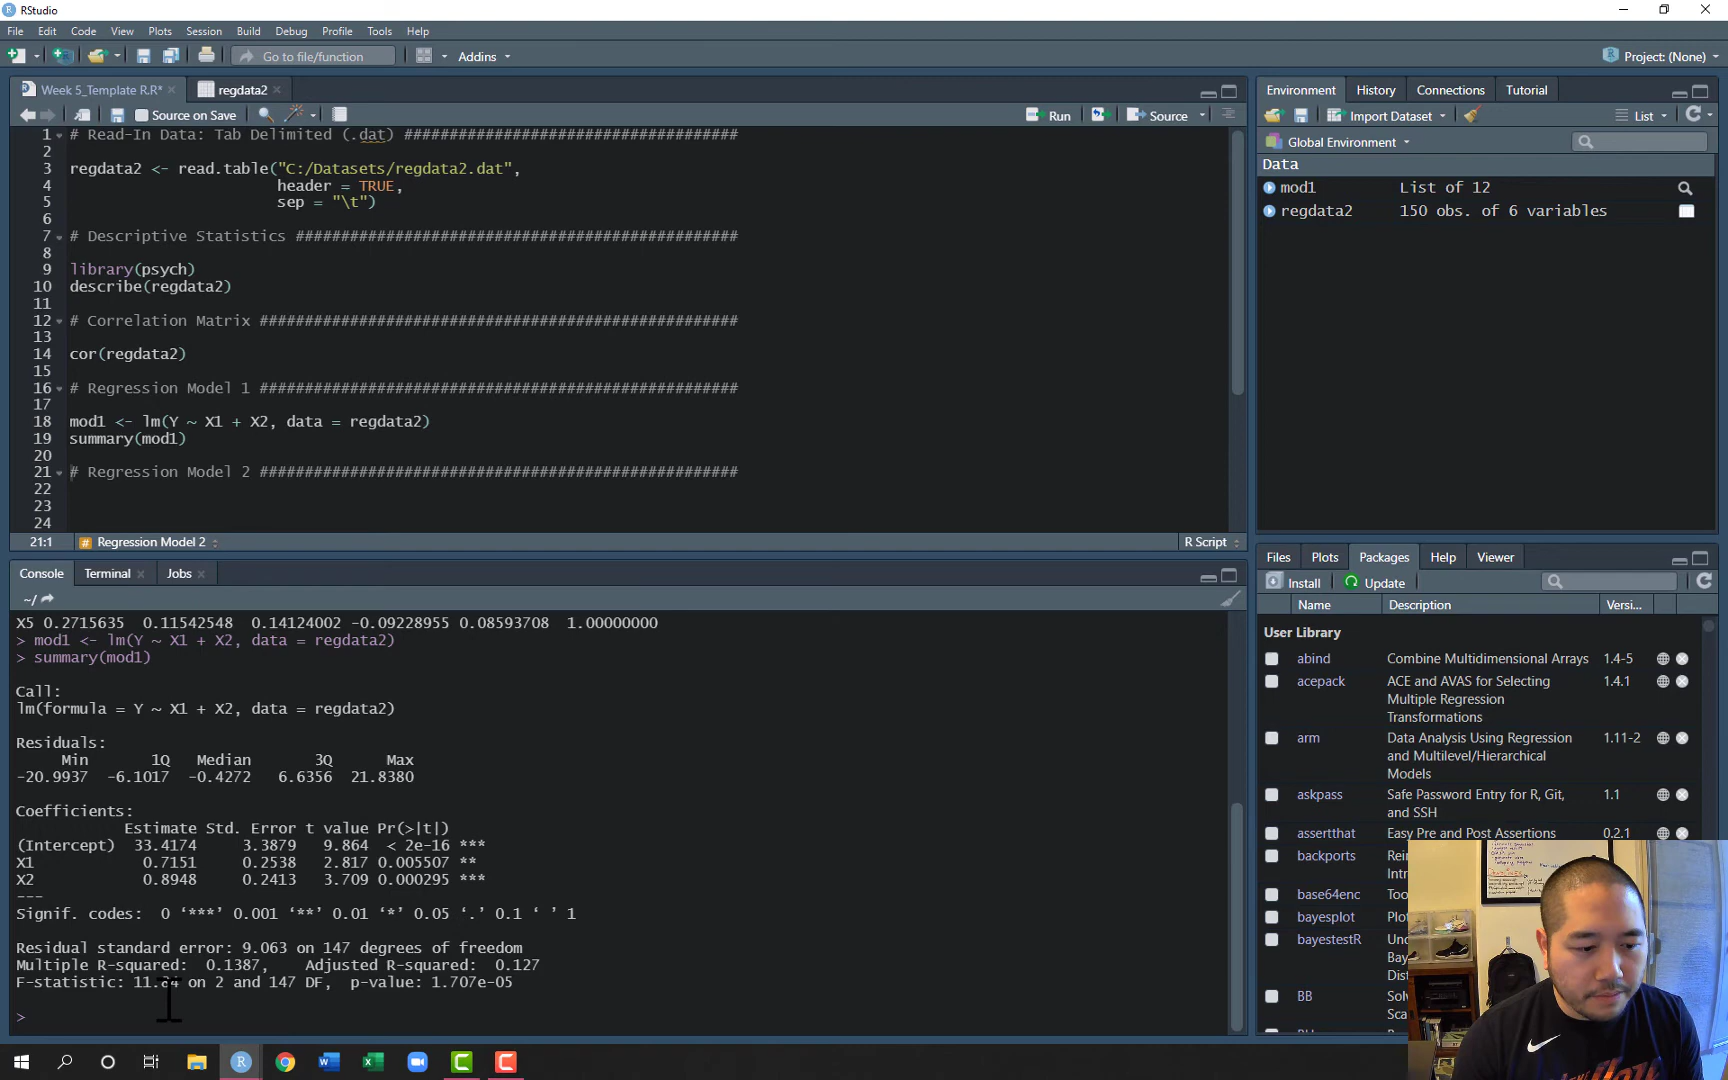 RStudio
File Edit Code View Plots Session Build Debug Profile Tools Help
Go to file/function Addins Project: (None)
Week 5_Template R.R* regdata2
Source on Save Run Source
1 # Read-In Data: Tab Delimited (.dat) #####################################
2
3 regdata2 <- read.table("C:/Datasets/regdata2.dat",
4 header = TRUE,
5 sep = "\t")
6
7 # Descriptive Statistics #################################################
8
9 library(psych)
10 describe(regdata2)
11
12 # Correlation Matrix #####################################################
13
14 cor(regdata2)
15
16 # Regression Model 1 #####################################################
17
18 mod1 <- lm(Y ~ X1 + X2, data = regdata2)
19 summary(mod1)
20
21 # Regression Model 2 #####################################################
22
23
24
21:1 # Regression Model 2 R Script
Console Terminal Jobs
~/
X5 0.2715635 0.11542548 0.14124002 -0.09228955 0.08593708 1.00000000
> mod1 <- lm(Y ~ X1 + X2, data = regdata2)
> summary(mod1)
Call:
lm(formula = Y ~ X1 + X2, data = regdata2)
Residuals:
Min 1Q Median 3Q Max
-20.9937 -6.1017 -0.4272 6.6356 21.8380
Coefficients:
Estimate Std. Error t value Pr(>|t|)
(Intercept) 33.4174 3.3879 9.864 < 2e-16 ***
X1 0.7151 0.2538 2.817 0.005507 **
X2 0.8948 0.2413 3.709 0.000295 ***
---
Signif. codes: 0 ‘***’ 0.001 ‘**’ 0.01 ‘*’ 0.05 ‘.’ 0.1 ‘ ’ 1
Residual standard error: 9.063 on 147 degrees of freedom
Multiple R-squared: 0.1387, Adjusted R-squared: 0.127
F-statistic: on 2 and 147 DF, p-value: 1.707e-05
>
Environment History Connections Tutorial
Import Dataset List
Global Environment
Data
mod1 List of 12
regdata2 150 obs. of 6 variables
Files Plots Packages Help Viewer
Install Update
Name Description Versi...
User Library
abind Combine Multidimensional Arrays 1.4-5
acepack ACE and AVAS for Selecting 1.4.1
Multiple Regression
Transformations
arm Data Analysis Using Regression 1.11-2
and Multilevel/Hierarchical
Models
askpass Safe Password Entry for R, Git, 1.1
and SSH
assertthat Easy Pre and Post Assertions 0.2.1
backports
base64enc
bayesplot
bayestestR
BB